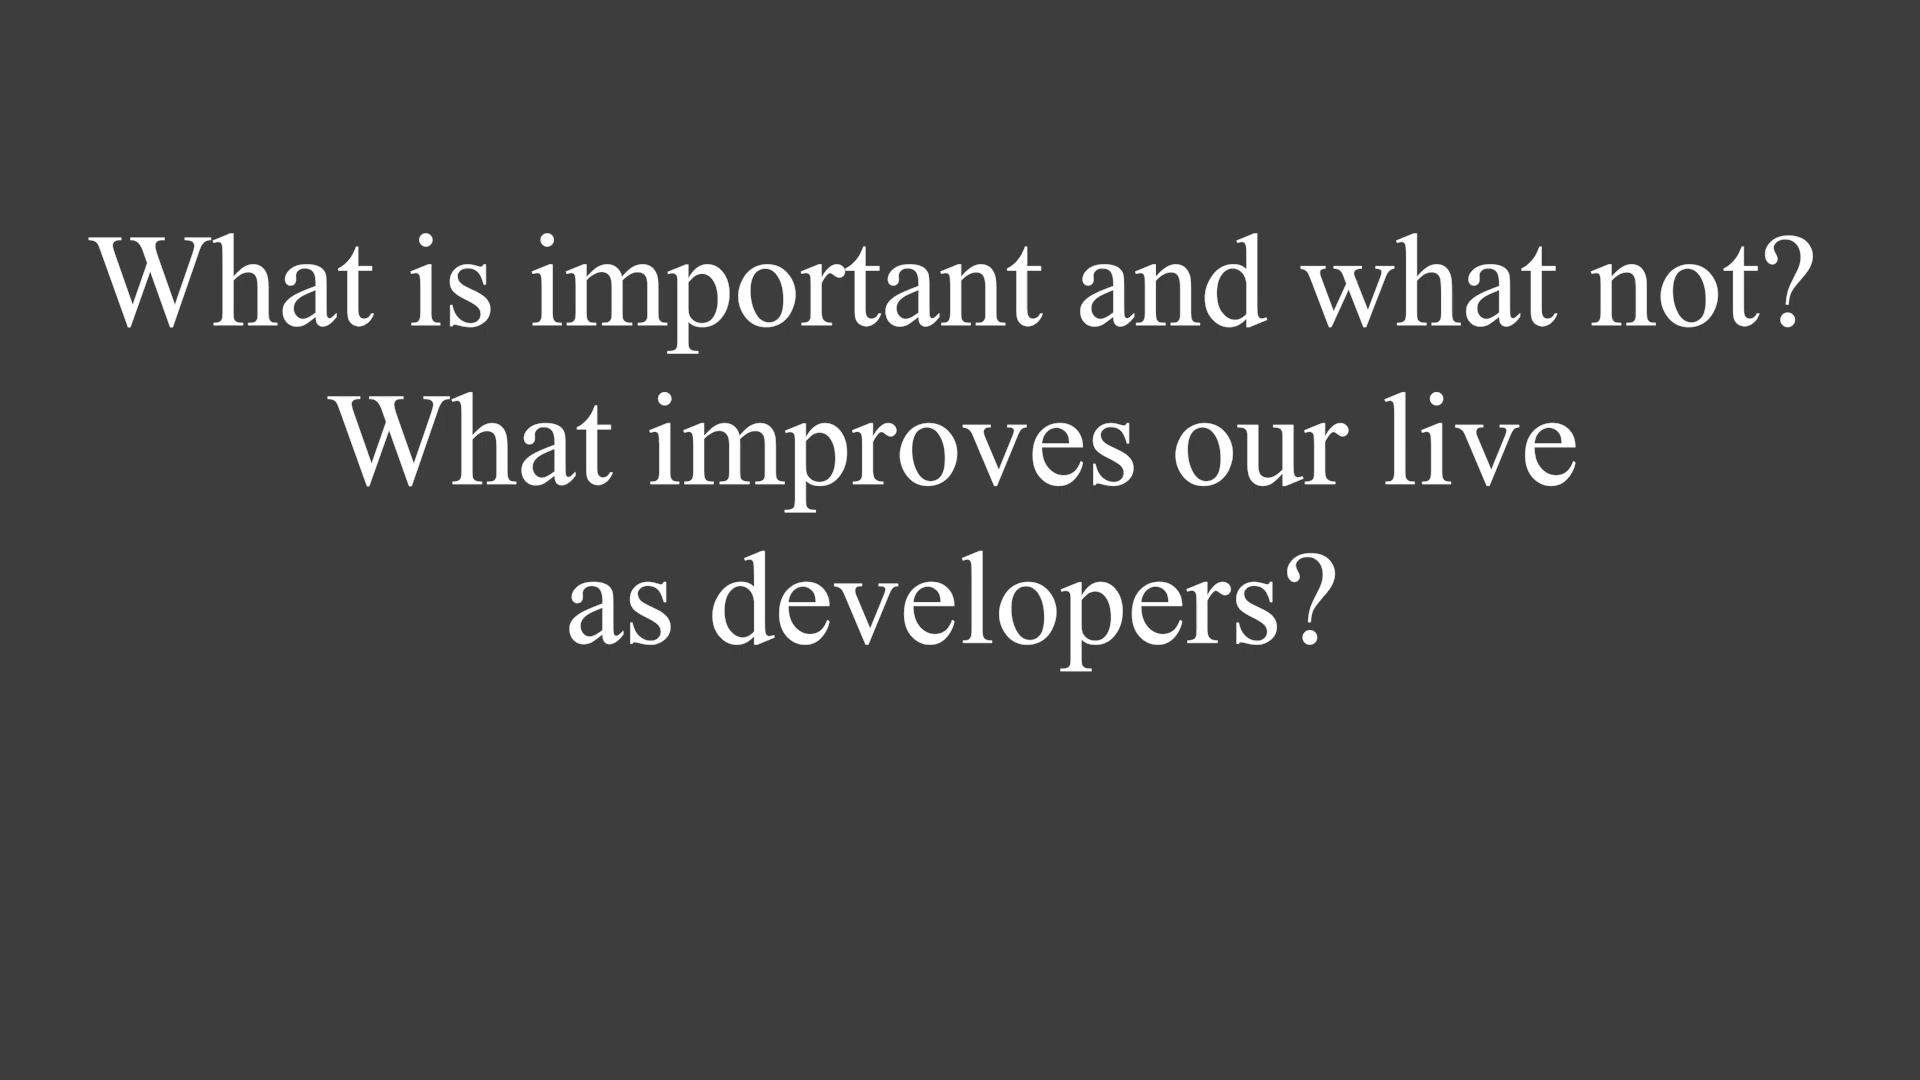 What is important and what not?
What improves our live
as developers?